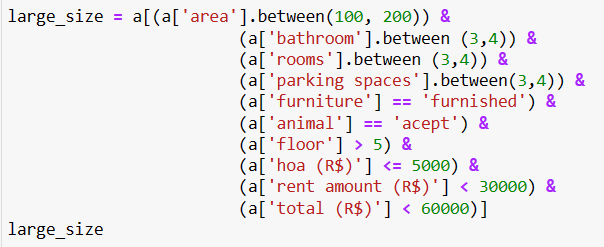 large_size = a[(a['area'].between(100, 200)) &
(a['bathroom'].between (3,4)) &
(a['rooms'].between (3,4)) &
(a['parking spaces'].between(3,4)) &
(a['furniture'] == 'furnished') &
(a['animal'] == 'acept') &
(a['floor'] > 5) &
(a['hoa (R$)'] <= 5000) &
(a['rent amount (R$)'] < 30000) &
(a['total (R$)'] < 60000)]
large_size